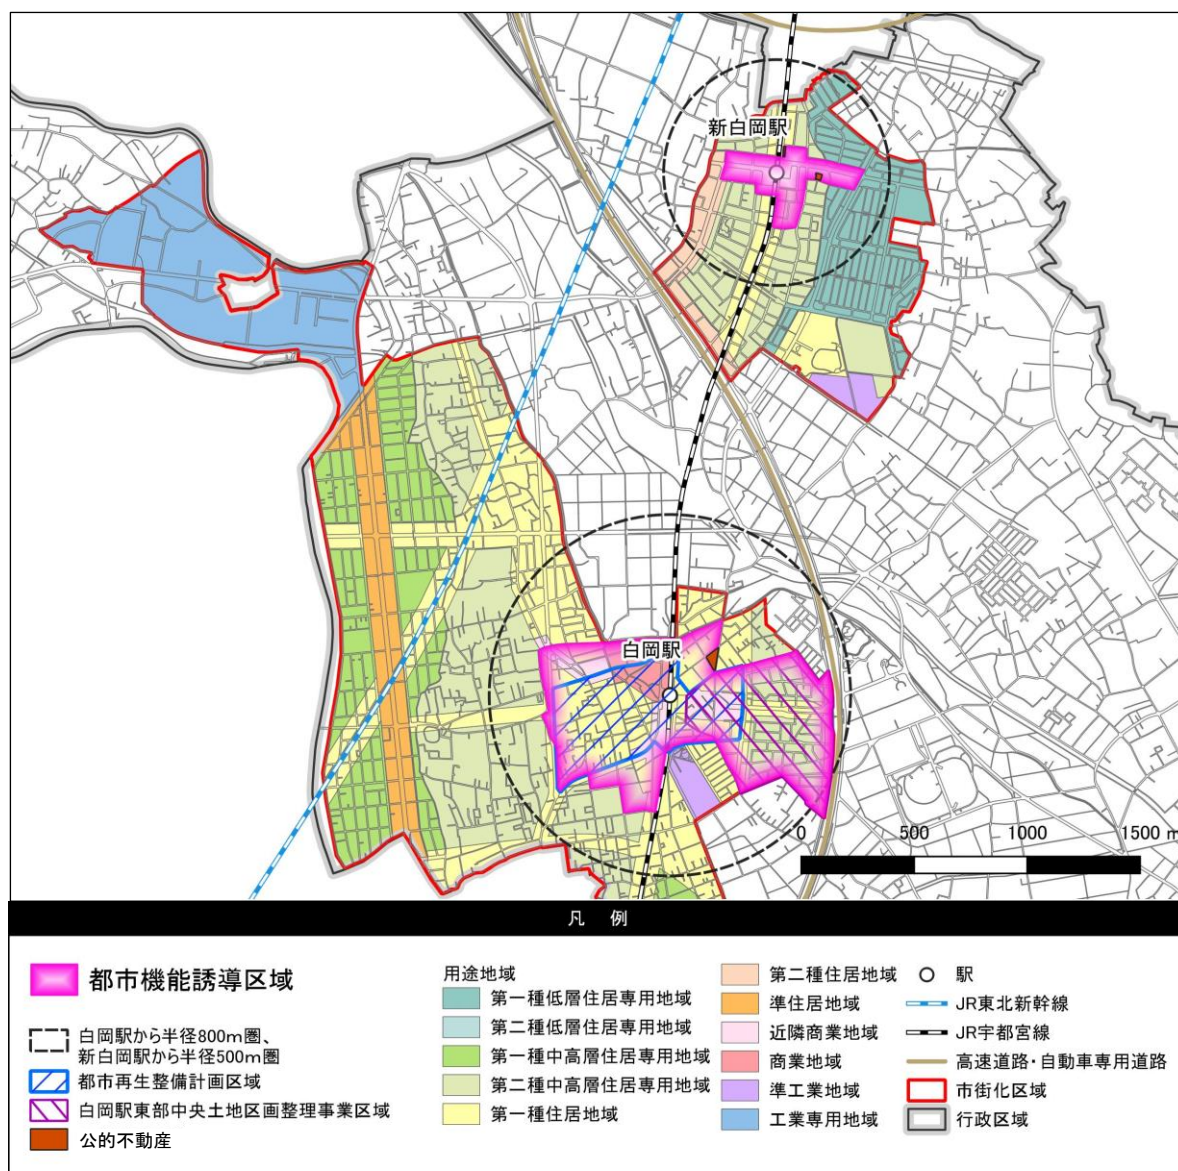 新白岡駅
白岡駅
0 500 1000 1500 m
凡 例
都市機能誘導区域
白岡駅から半径800m圏、
新白岡駅から半径500m圏
都市再生整備計画区域
白岡駅東部中央土地区画整理事業区域
公的不動産
用途地域
第一種低層住居専用地域
第二種低層住居専用地域
第一種中高層住居専用地域
第二種中高層住居専用地域
第一種住居地域
第二種住居地域
準住居地域
近隣商業地域
商業地域
準工業地域
工業専用地域
駅
JR東北新幹線
JR宇都宮線
高速道路・自動車専用道路
市街化区域
行政区域